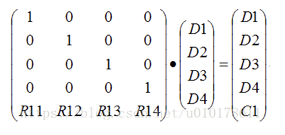 1 0 0 0
0 1 0 0
0 0 1 0
0 0 0 1
R11 R12 R13 R14
•
D1
D2
D3
D4
=
D1
D2
D3
D4
C1